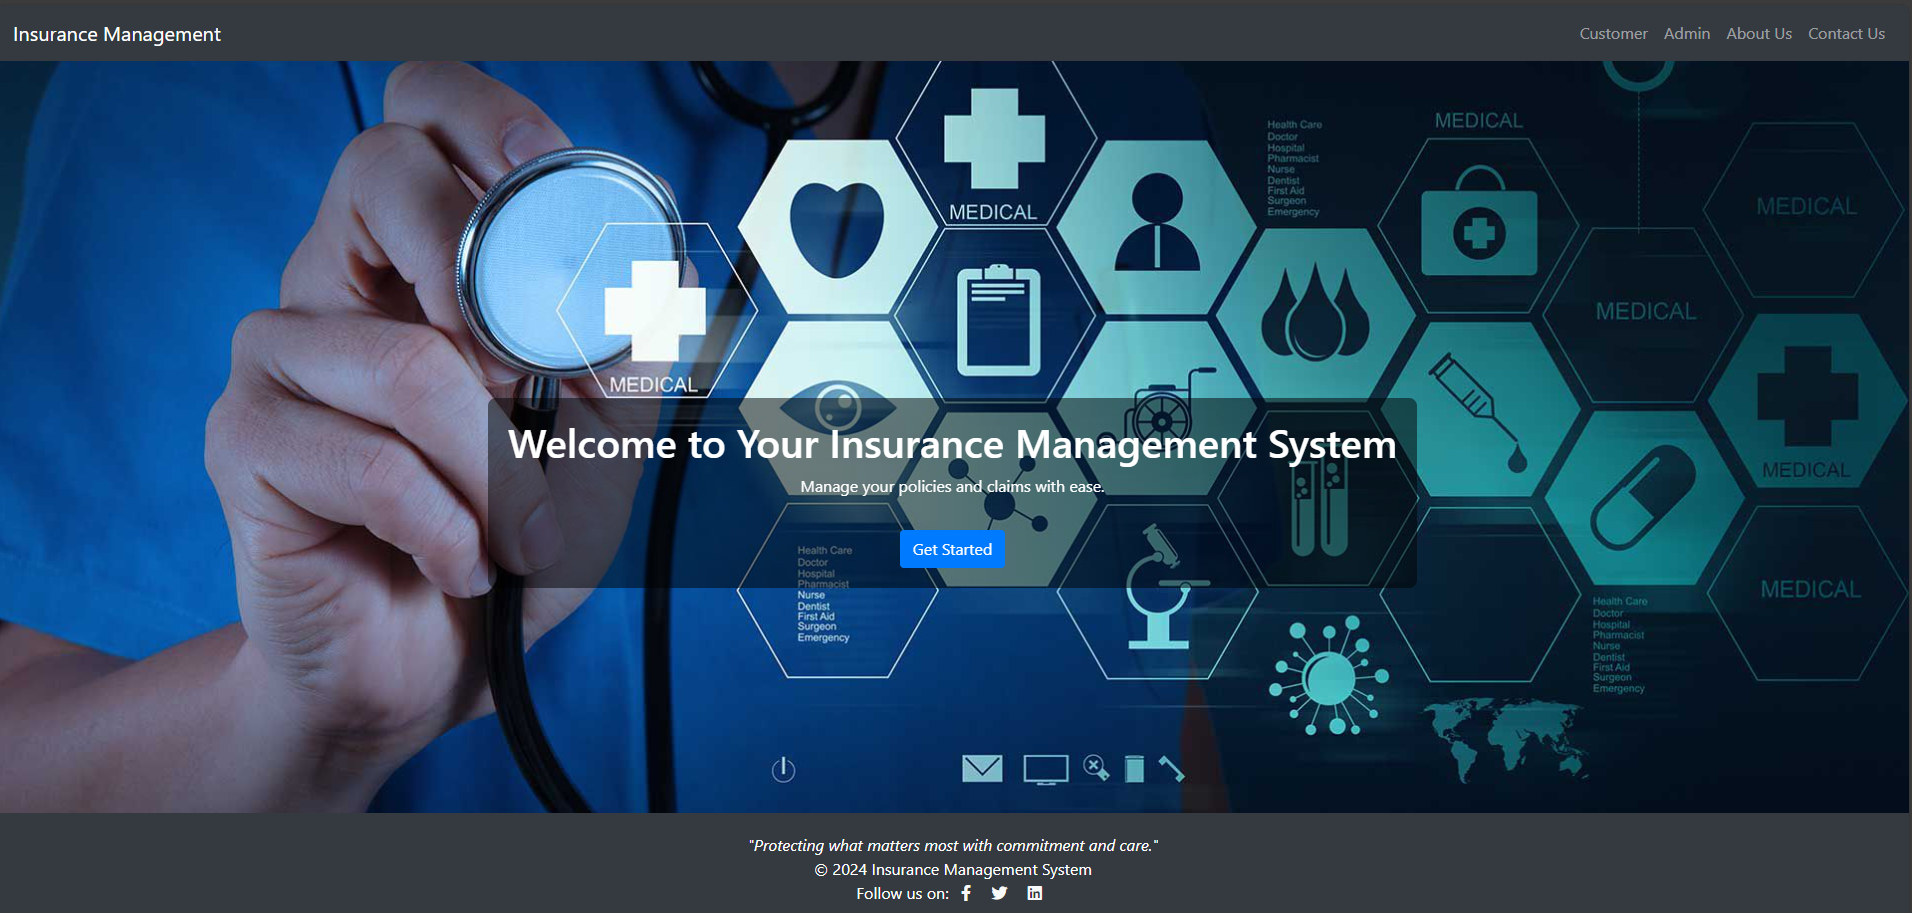 Insurance Management
Customer Admin About Us Contact Us
MEDICAL
MEDICAL
Health Care
Doctor
Hospital
Pharmacist
Nurse
Dentist
First Aid
Surgeon
Emergency
MEDICAL
MEDICAL
MEDICAL
MEDICAL
MEDICAL
Welcome to Your Insurance Management System
Manage your policies and claims with ease.
Get Started
Health Care
Doctor
Hospital
Pharmacist
Nurse
Dentist
First Aid
Surgeon
Emergency
MEDICAL
Health Care
Doctor
Hospital
Pharmacist
Nurse
Dentist
First Aid
Surgeon
Emergency
"Protecting what matters most with commitment and care."
© 2024 Insurance Management System
Follow us on: